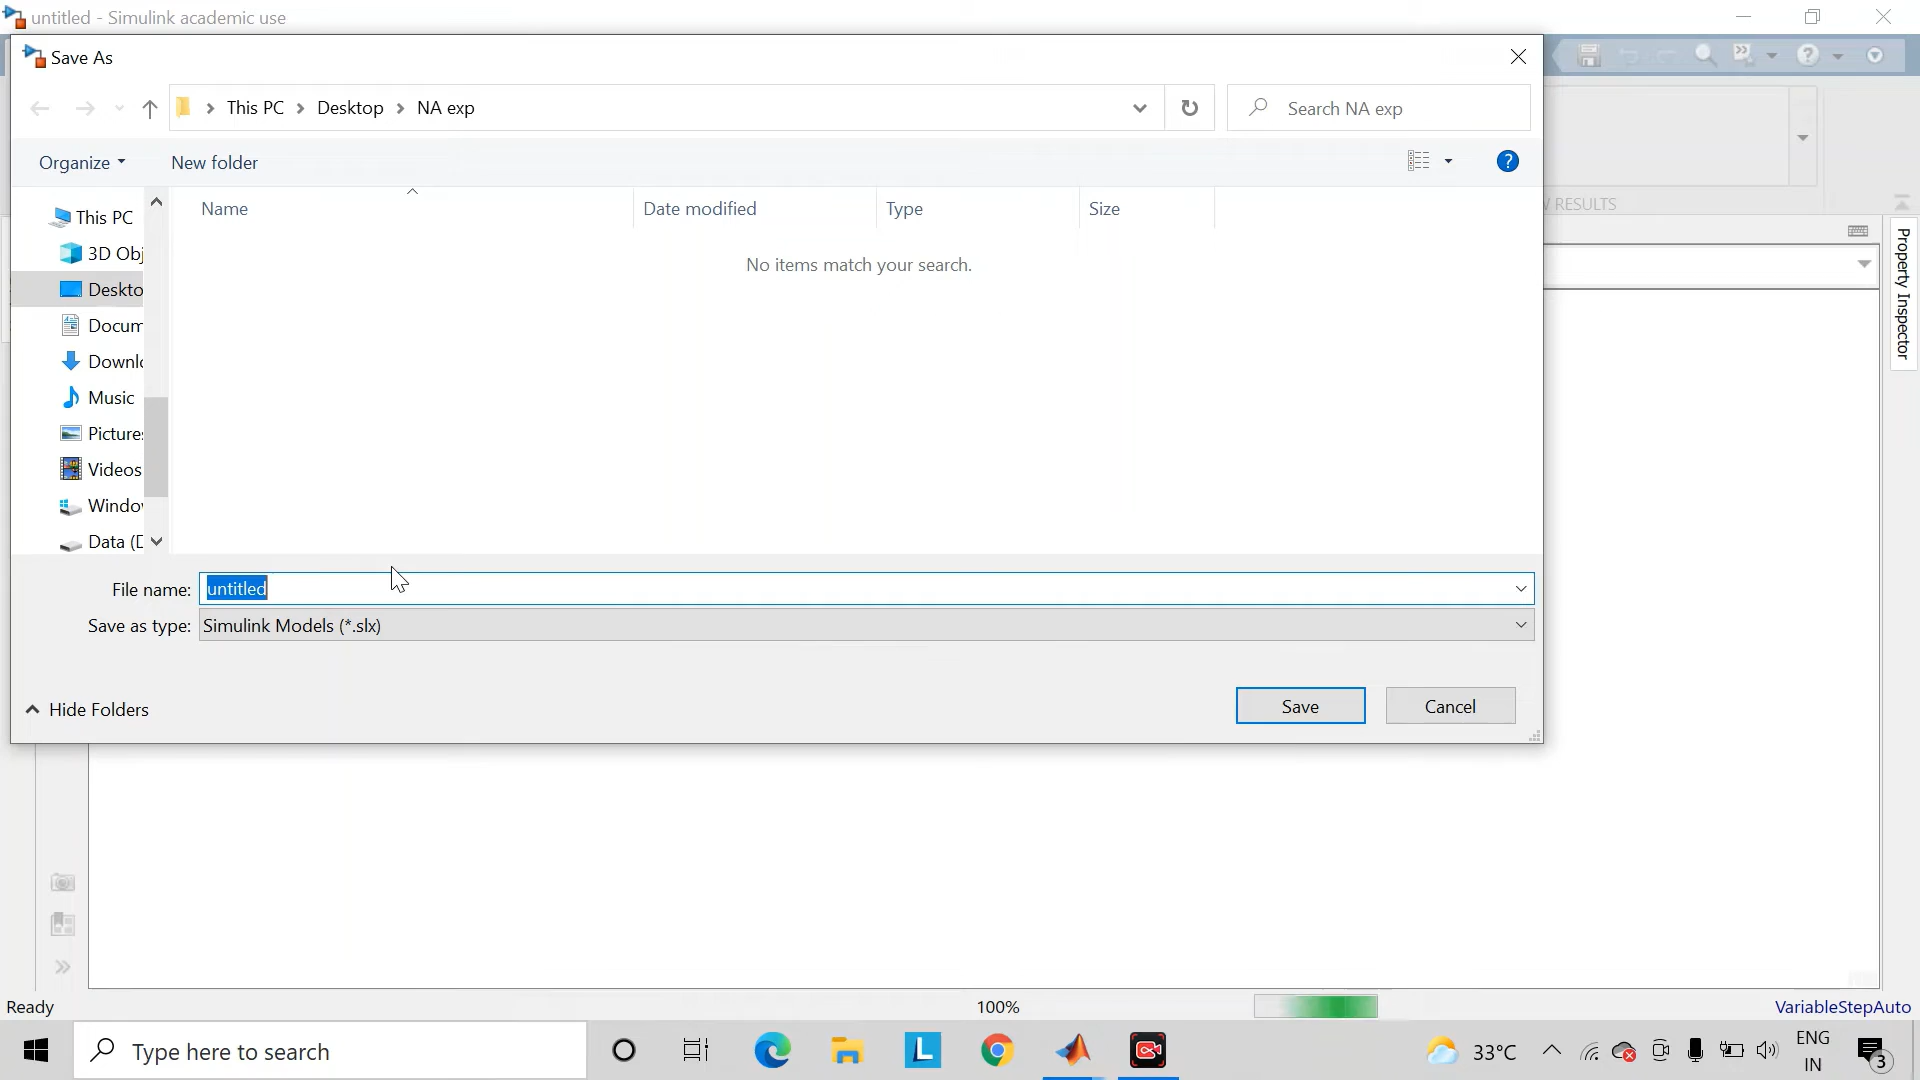 untitled - Simulink academic use
Save As
This PC > Desktop > NA exp
Search NA exp
Organize
New folder
Name
Date modified
Type
Size
No items match your search.
This PC
3D Obj
Deskto
Docum
Downl
Music
Picture
Videos
Windo
Data (D
File name: untitled
Save as type: Simulink Models (*.slx)
Hide Folders
Save
Cancel
RESULTS
Property Inspector
Ready
100%
VariableStepAuto
Type here to search
33°C
ENG
IN
3